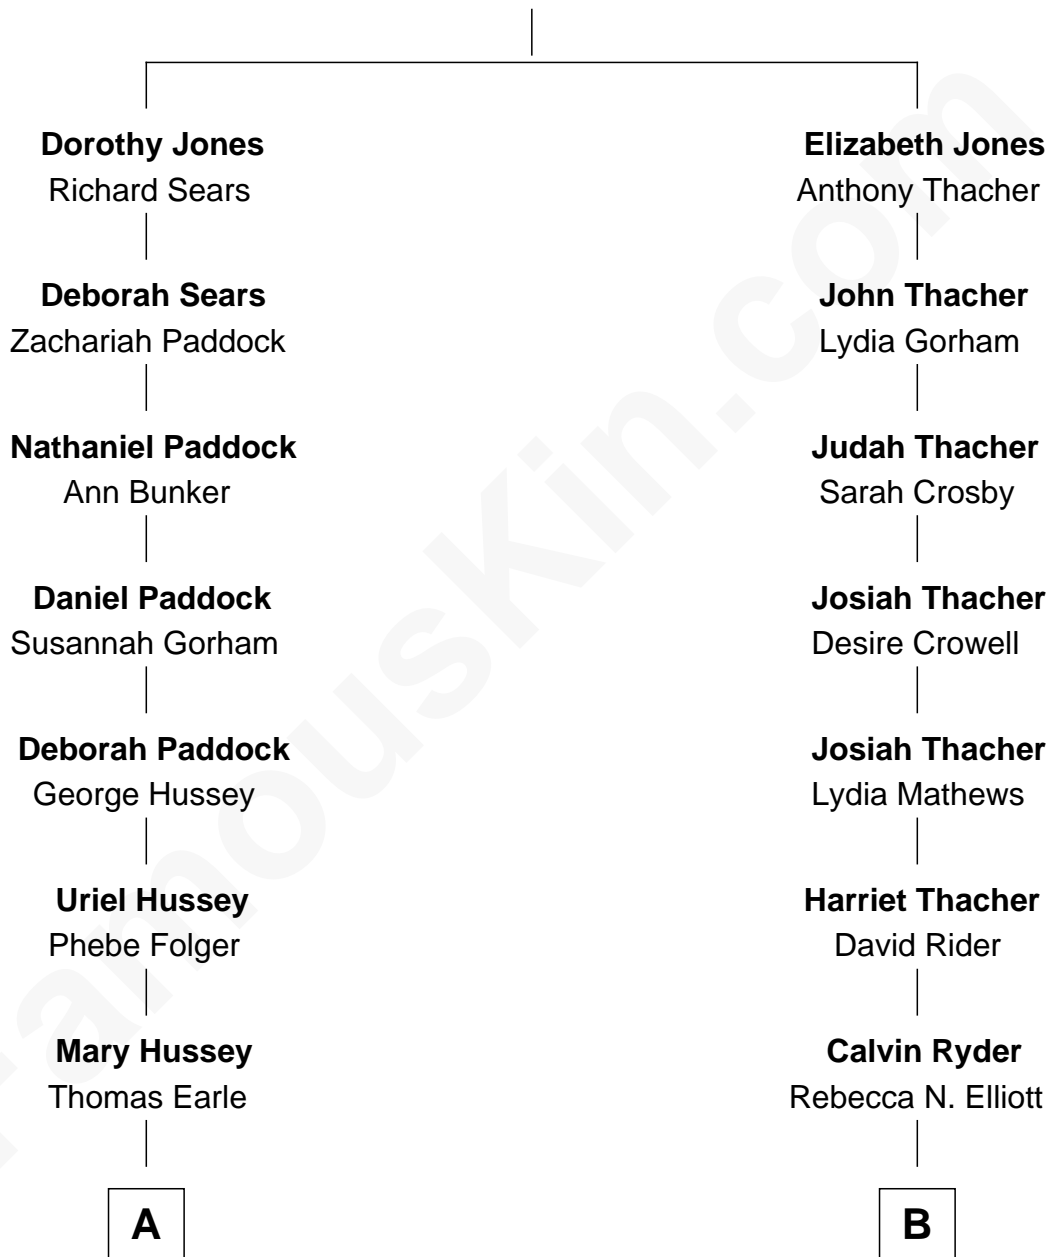 Dorothy Jones
Richard Sears
Elizabeth Jones
Anthony Thacher
Deborah Sears
Zachariah Paddock
John Thacher
Lydia Gorham
Nathaniel Paddock
Ann Bunker
Judah Thacher
Sarah Crosby
Daniel Paddock
Susannah Gorham
Josiah Thacher
Desire Crowell
Deborah Paddock
George Hussey
Josiah Thacher
Lydia Mathews
Uriel Hussey
Phebe Folger
Harriet Thacher
David Rider
Mary Hussey
Thomas Earle
Calvin Ryder
Rebecca N. Elliott
A
B
FamousKin.com